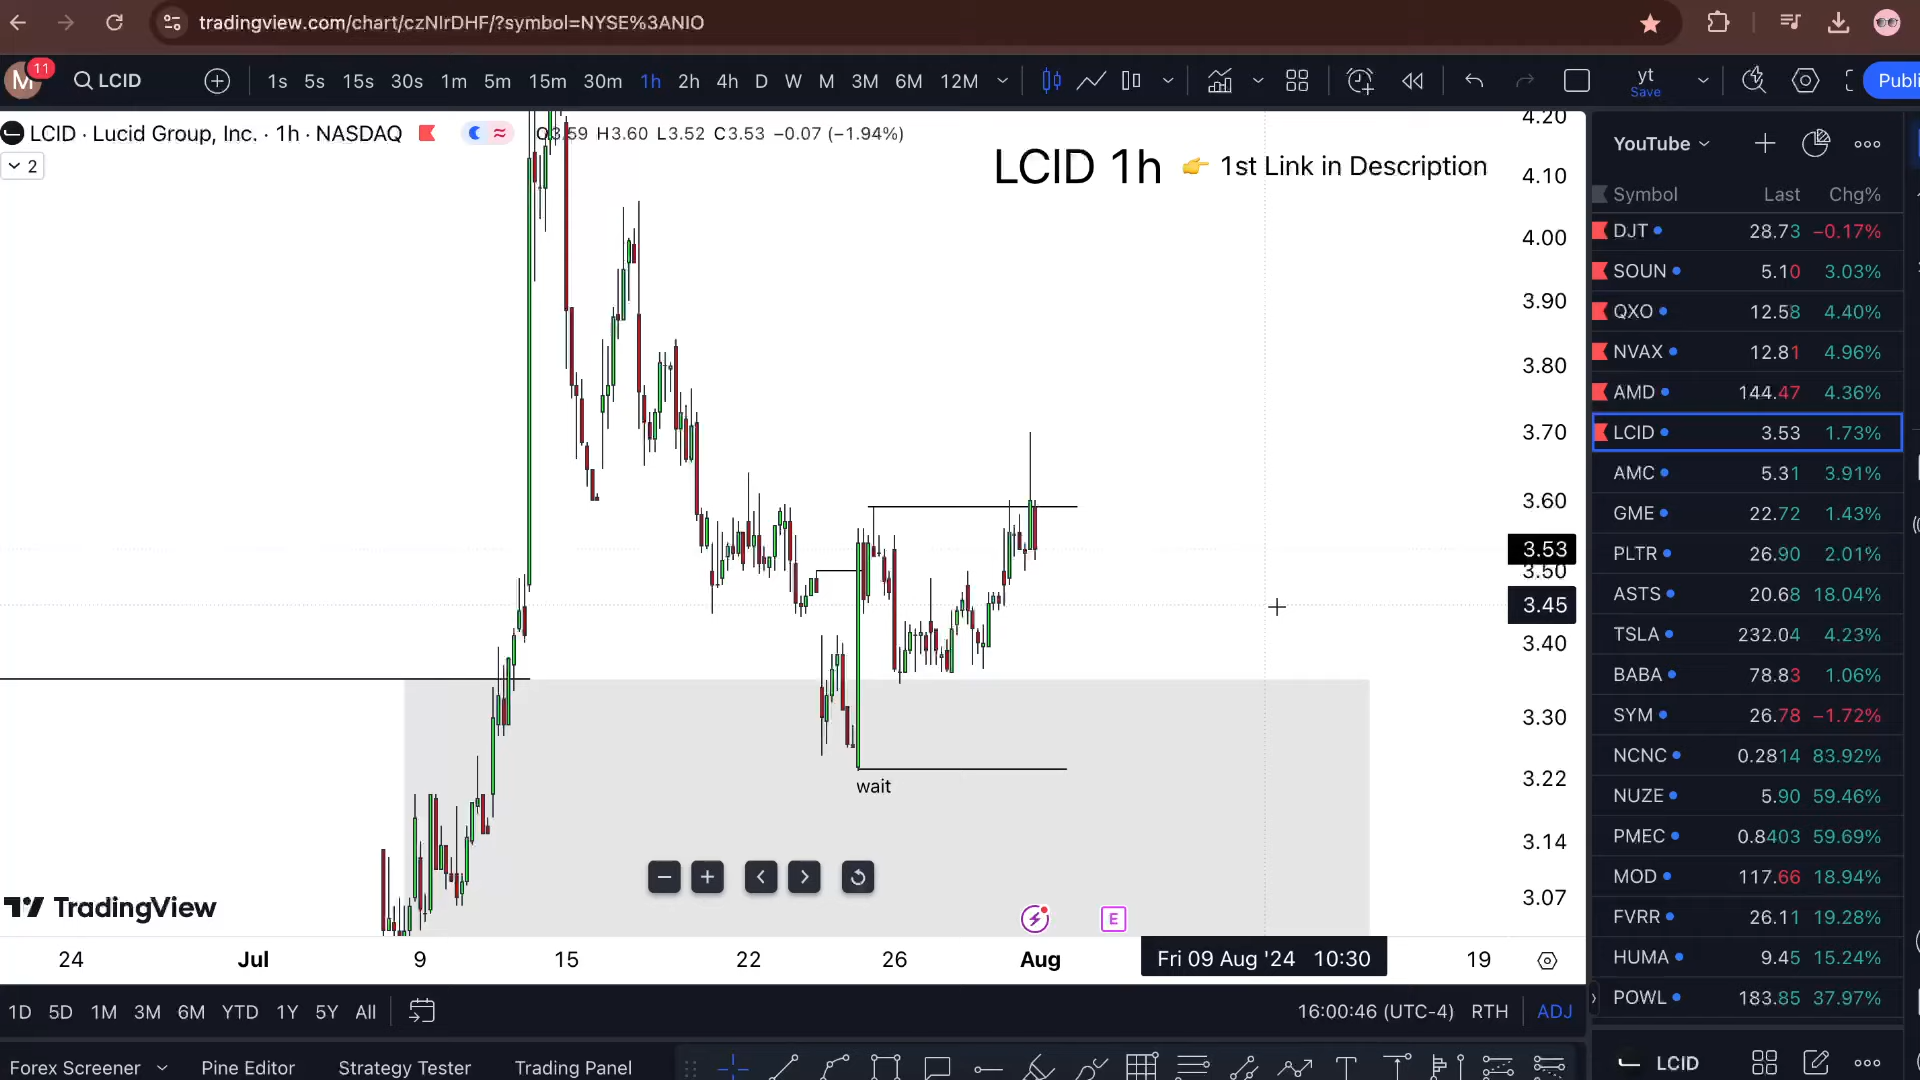 tradingview.com/chart/czNlrDHF/?symbol=NYSE%3ANIO
M 11 LCID 1s 5s 15s 30s 1m 5m 15m 30m 1h 2h 4h D W M 3M 6M 12M yt Save Publi
LCID · Lucid Group, Inc. · 1h · NASDAQ O3.59 H3.60 L3.52 C3.53 −0.07 (−1.94%)
2
LCID 1h 👉 1st Link in Description
4.20
4.10
4.00
3.90
3.80
3.70
3.60
3.53
3.50
3.45
3.40
3.30
3.22
3.14
3.07
wait
TradingView
E
24 Jul 9 15 22 26 Aug Fri 09 Aug '24 10:30 19
1D 5D 1M 3M 6M YTD 1Y 5Y All 16:00:46 (UTC-4) RTH ADJ
Forex Screener Pine Editor Strategy Tester Trading Panel
YouTube
Symbol Last Chg%
DJT 28.73 −0.17%
SOUN 5.10 3.03%
QXO 12.58 4.40%
NVAX 12.81 4.96%
AMD 144.47 4.36%
LCID 3.53 1.73%
AMC 5.31 3.91%
GME 22.72 1.43%
PLTR 26.90 2.01%
ASTS 20.68 18.04%
TSLA 232.04 4.23%
BABA 78.83 1.06%
SYM 26.78 −1.72%
NCNC 0.2814 83.92%
NUZE 5.90 59.46%
PMEC 0.8403 59.69%
MOD 117.66 18.94%
FVRR 26.11 19.28%
HUMA 9.45 15.24%
POWL 183.85 37.97%
LCID